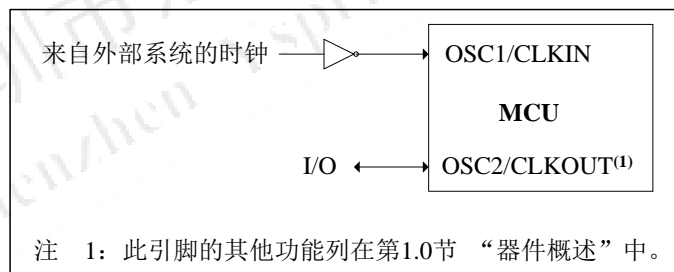 来自外部系统的时钟
OSC1/CLKIN
MCU
I/O
OSC2/CLKOUT(1)
注 1：此引脚的其他功能列在第1.0节 “器件概述”中。